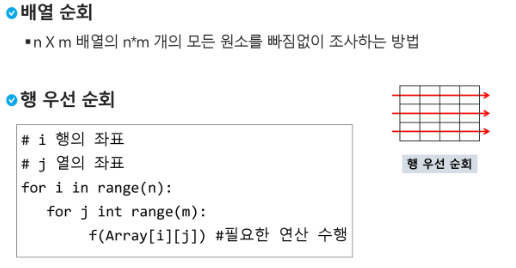 배열 순회
n X m 배열의 n*m 개의 모든 원소를 빠짐없이 조사하는 방법
행 우선 순회
# i 행의 좌표
# j 열의 좌표
for i in range(n):
for j int range(m):
f(Array[i][j]) #필요한 연산 수행
행 우선 순회